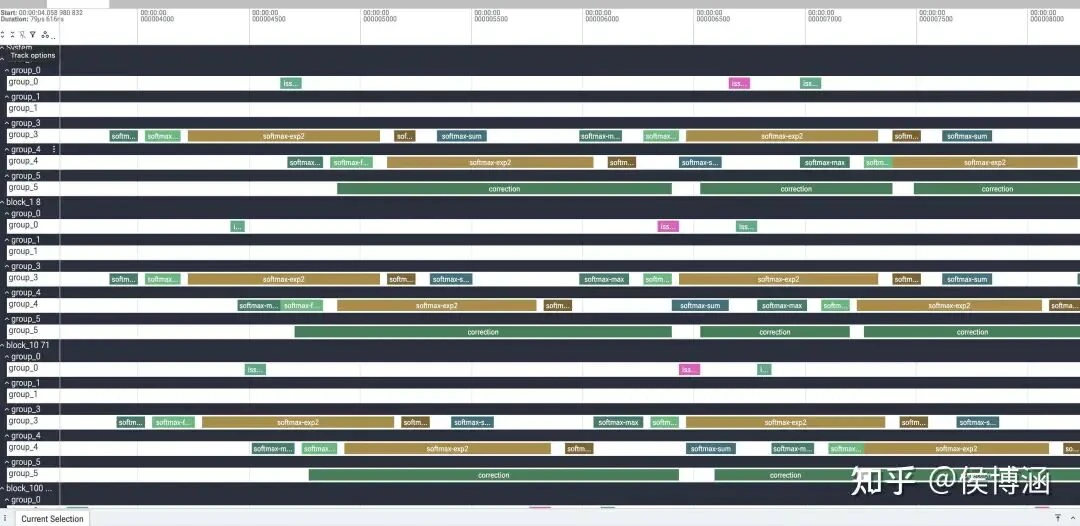 Start: 00:00:04.058 980 832
Duration: 79µs 616ns
00:00:00 00:00:00 00:00:00 00:00:00 00:00:00 00:00:00 00:00:00 00:00:00 00:00:00
000004000 000004500 000005000 000005500 000006000 000006500 000007000 000007500 000008000
System
Track options
group_0
group_0 iss... iss... iss...
group_1
group_1
group_3
group_3 softm... softmax... softmax-exp2 sof... softmax-sum softmax-m... softmax... softmax-exp2 softm... softmax-sum
group_4
group_4 softmax... softmax-f... softmax-exp2 softm... softmax-s... softmax-max softm... softmax-exp2
group_5
group_5 correction correction correction
block_1 8
group_0
group_0 i... iss... iss...
group_1
group_1
group_3
group_3 softm... softmax... softmax-exp2 softm... softmax-s... softmax-max softm... softmax-exp2 softm... softmax-sum
group_4
group_4 softmax-m... softmax-f... softmax-exp2 softm... softmax-sum softmax-max softm... softmax-exp2 softma...
group_5
group_5 correction correction correction
block_10 71
group_0
group_0 iss... iss... i...
group_1
group_1
group_3
group_3 softm... softmax-f... softmax-exp2 softm... softmax-s... softmax-max softm... softmax-exp2 softm... softmax-s...
group_4
group_4 softmax-m... softmax... softmax-exp2 softm... softmax-sum softmax-m... softmax... softmax-exp2 so...
group_5
group_5 correction correction
block_100 ...
group_0
知乎 @侯博涵
Current Selection